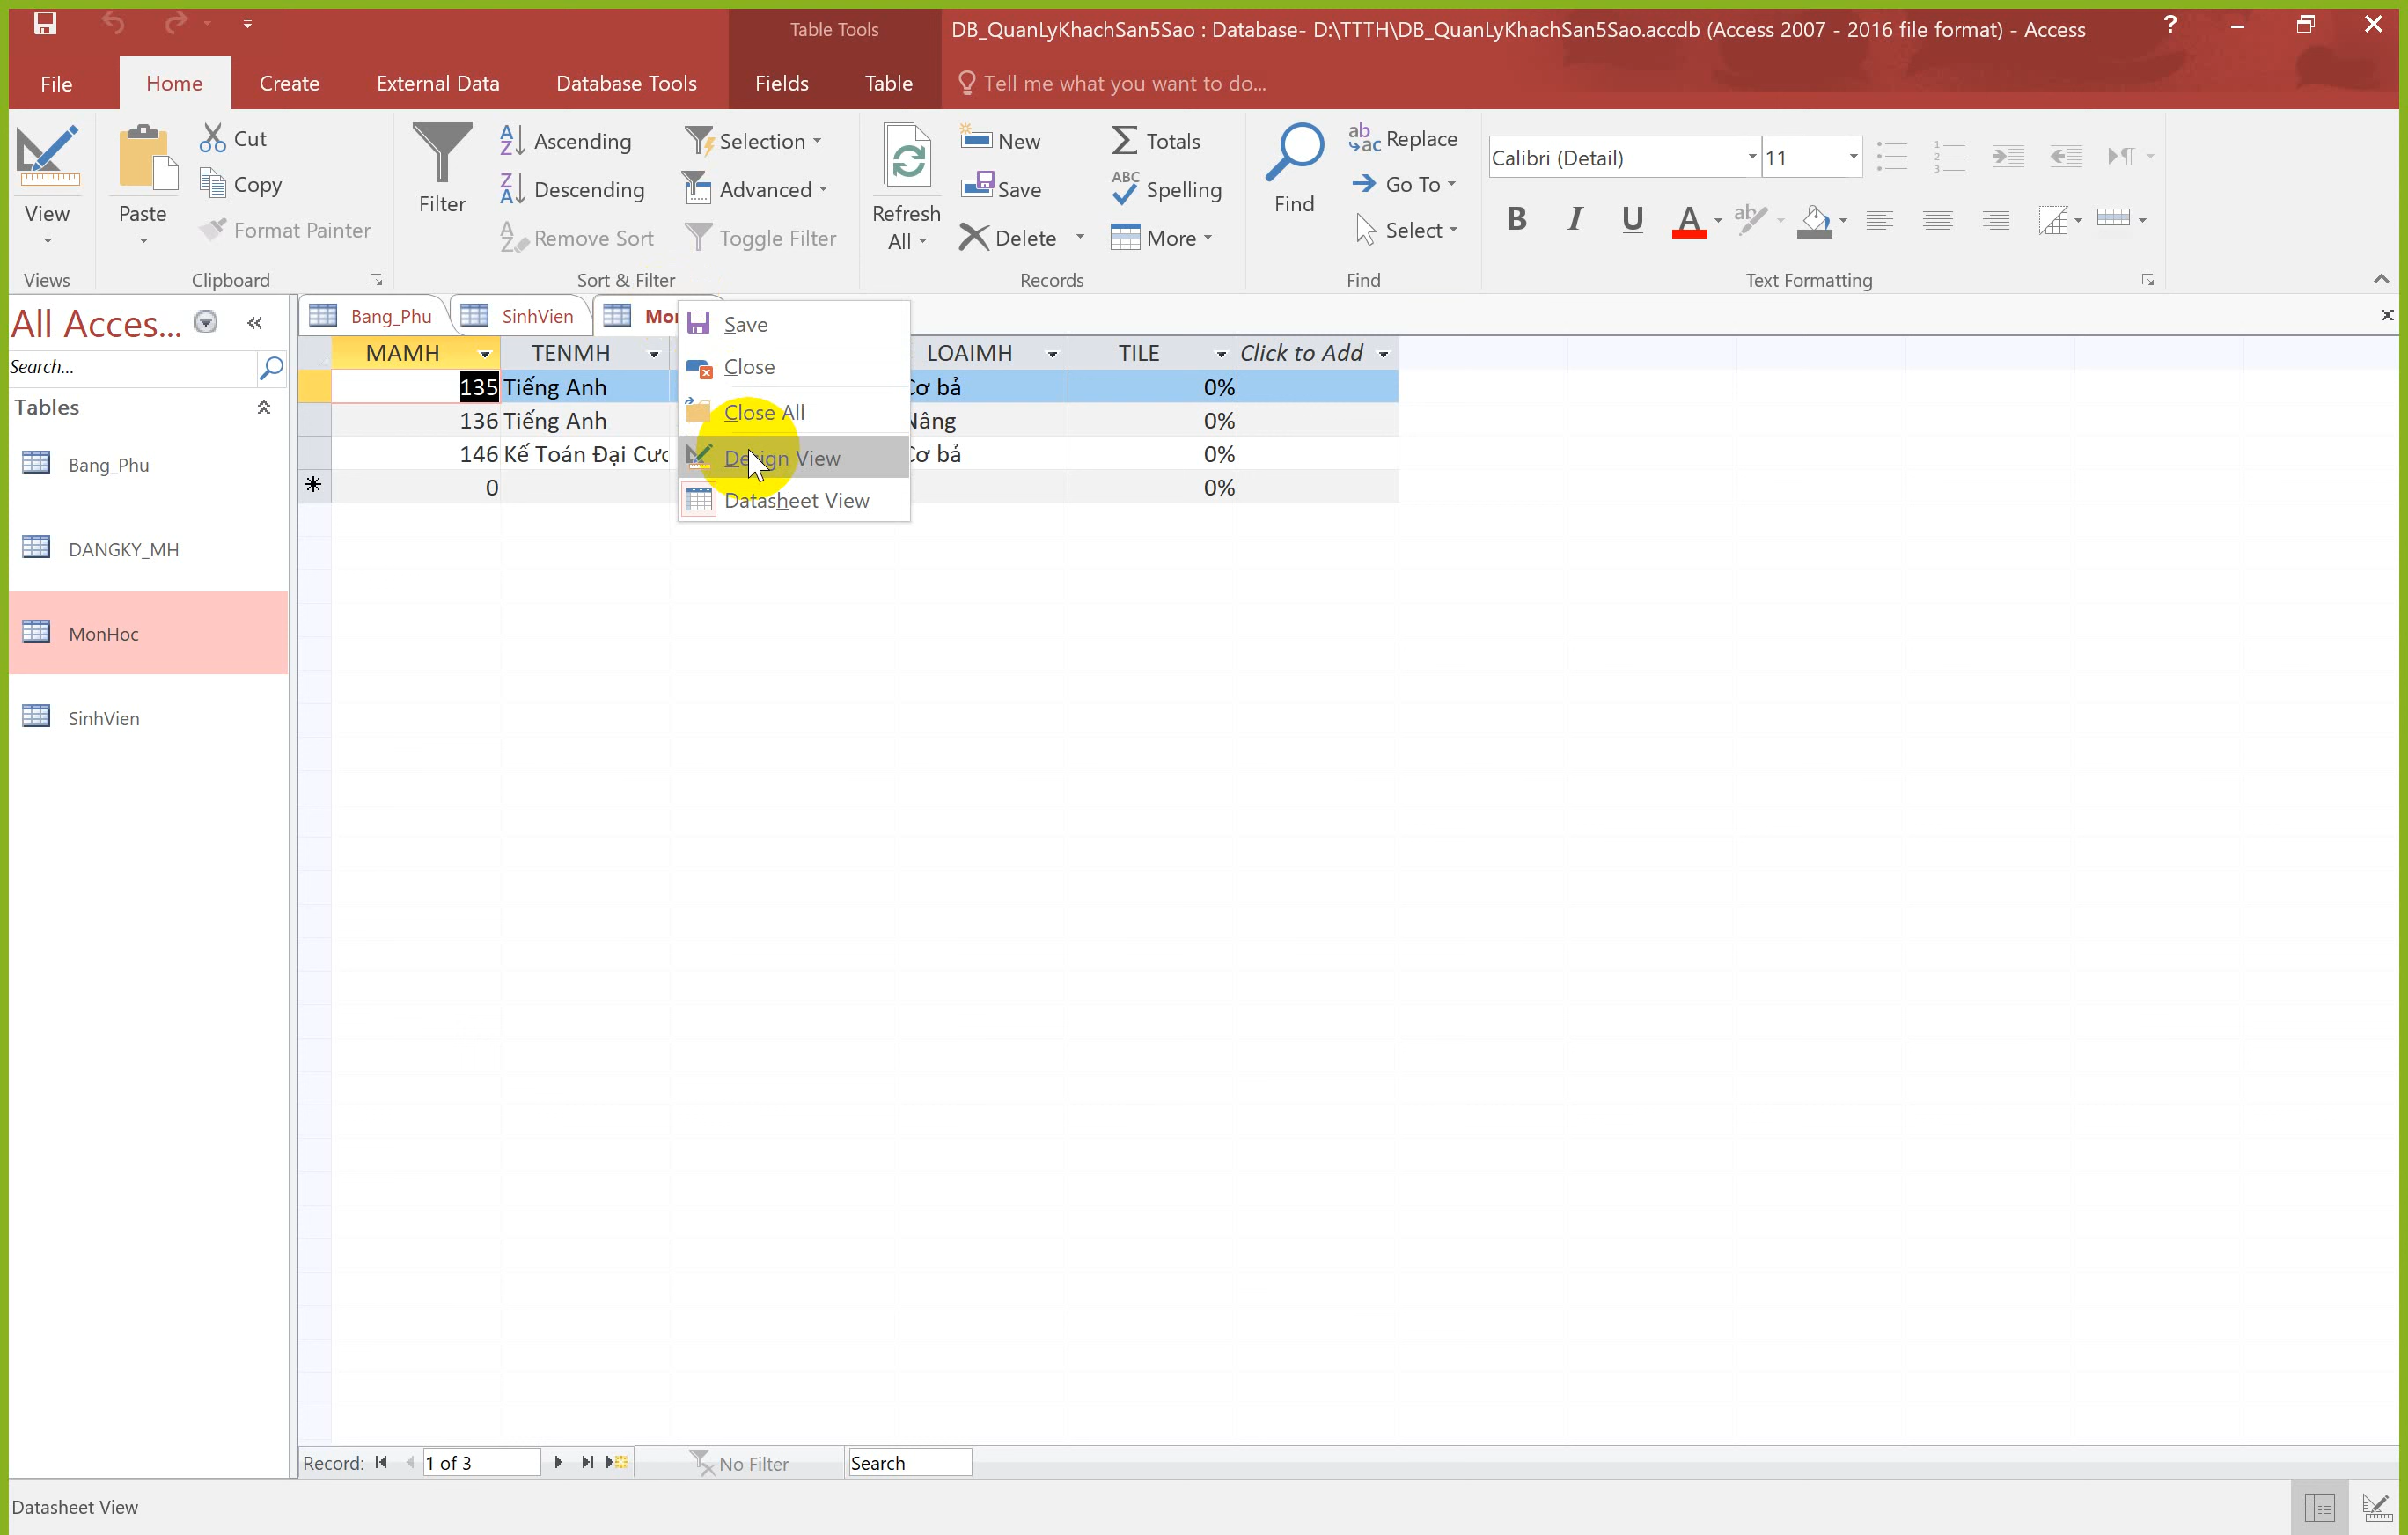 Table Tools
DB_QuanLyKhachSan5Sao : Database- D:\TTTH\DB_QuanLyKhachSan5Sao.accdb (Access 2007 - 2016 file format) - Access
?
File Home Create External Data Database Tools Fields Table Tell me what you want to do...
View
Views
Paste
Cut
Copy
Format Painter
Clipboard
Filter
Ascending
Descending
Remove Sort
Selection
Advanced
Toggle Filter
Sort & Filter
Refresh
All
New
Save
Delete
Totals
Spelling
More
Records
Find
Replace
Go To
Select
Find
Calibri (Detail) 11
B I U A
Text Formatting
All Acces...
Search...
Tables
Bang_Phu
DANGKY_MH
MonHoc
SinhVien
Bang_Phu SinhVien
MAMH TENMH LOAIMH TILE Click to Add
135 Tiếng Anh Cơ bả 0%
136 Tiếng Anh Nâng 0%
146 Kế Toán Đại Cươ Cơ bả 0%
0 0%
Save
Close
Close All
Design View
Datasheet View
Record: 1 of 3 No Filter Search
Datasheet View